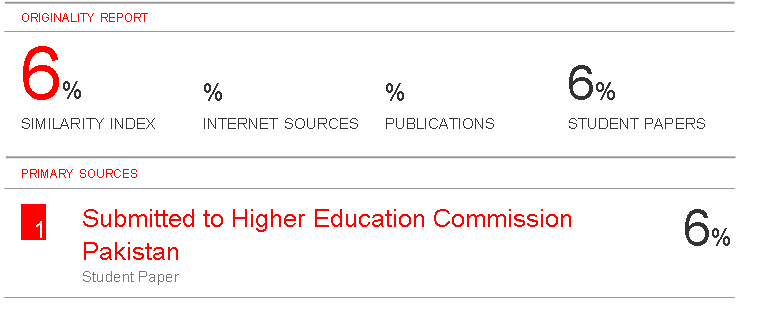 ORIGINALITY REPORT
6% % % 6%
SIMILARITY INDEX INTERNET SOURCES PUBLICATIONS STUDENT PAPERS
PRIMARY SOURCES
1 Submitted to Higher Education Commission 6%
Pakistan
Student Paper